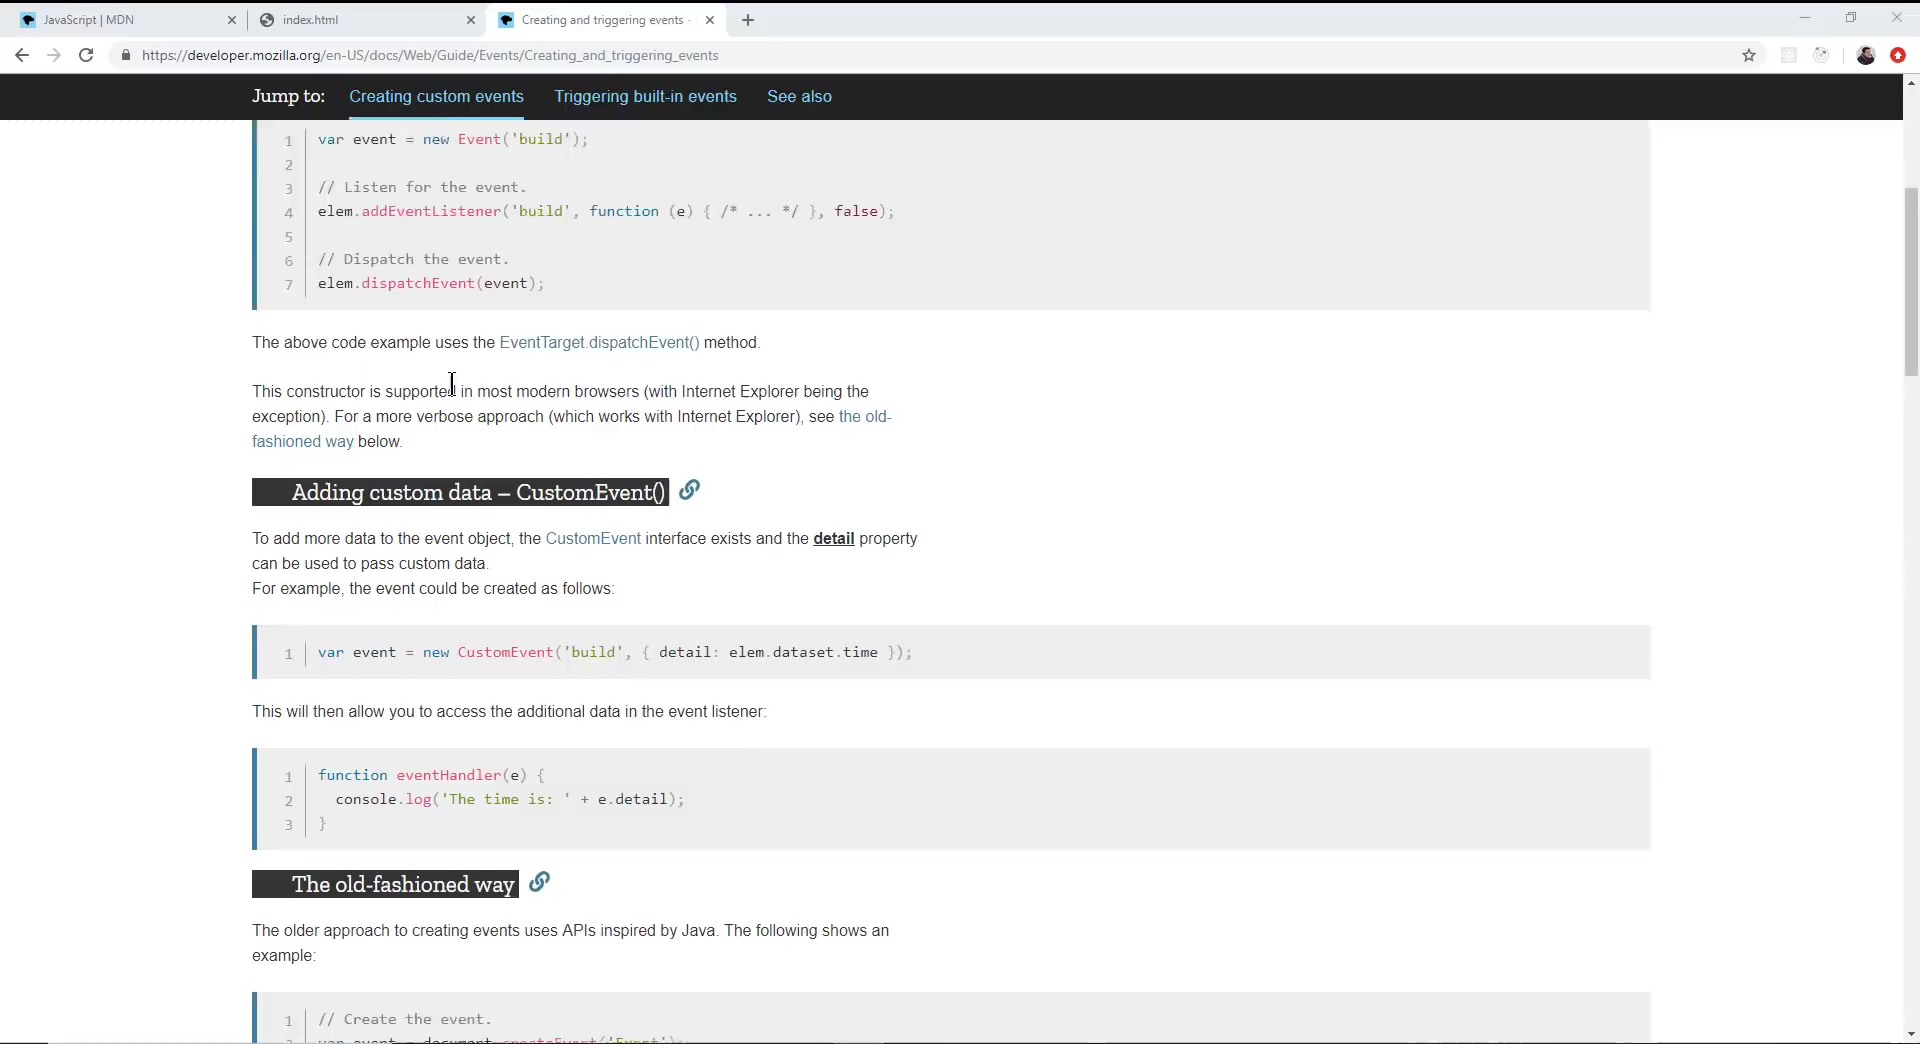 JavaScript | MDN
index.html
Creating and triggering events -
https://developer.mozilla.org/en-US/docs/Web/Guide/Events/Creating_and_triggering_events
Jump to: Creating custom events Triggering built-in events See also
1 var event = new Event('build');
2
3 // Listen for the event.
4 elem.addEventListener('build', function (e) { /* ... */ }, false);
5
6 // Dispatch the event.
7 elem.dispatchEvent(event);
The above code example uses the EventTarget.dispatchEvent() method.
This constructor is supported in most modern browsers (with Internet Explorer being the
exception). For a more verbose approach (which works with Internet Explorer), see the old-
fashioned way below.
Adding custom data – CustomEvent()
To add more data to the event object, the CustomEvent interface exists and the detail property
can be used to pass custom data.
For example, the event could be created as follows:
1 var event = new CustomEvent('build', { detail: elem.dataset.time });
This will then allow you to access the additional data in the event listener:
1 function eventHandler(e) {
2 console.log('The time is: ' + e.detail);
3 }
The old-fashioned way
The older approach to creating events uses APIs inspired by Java. The following shows an
example:
1 // Create the event.
var event = document.createEvent('Event');